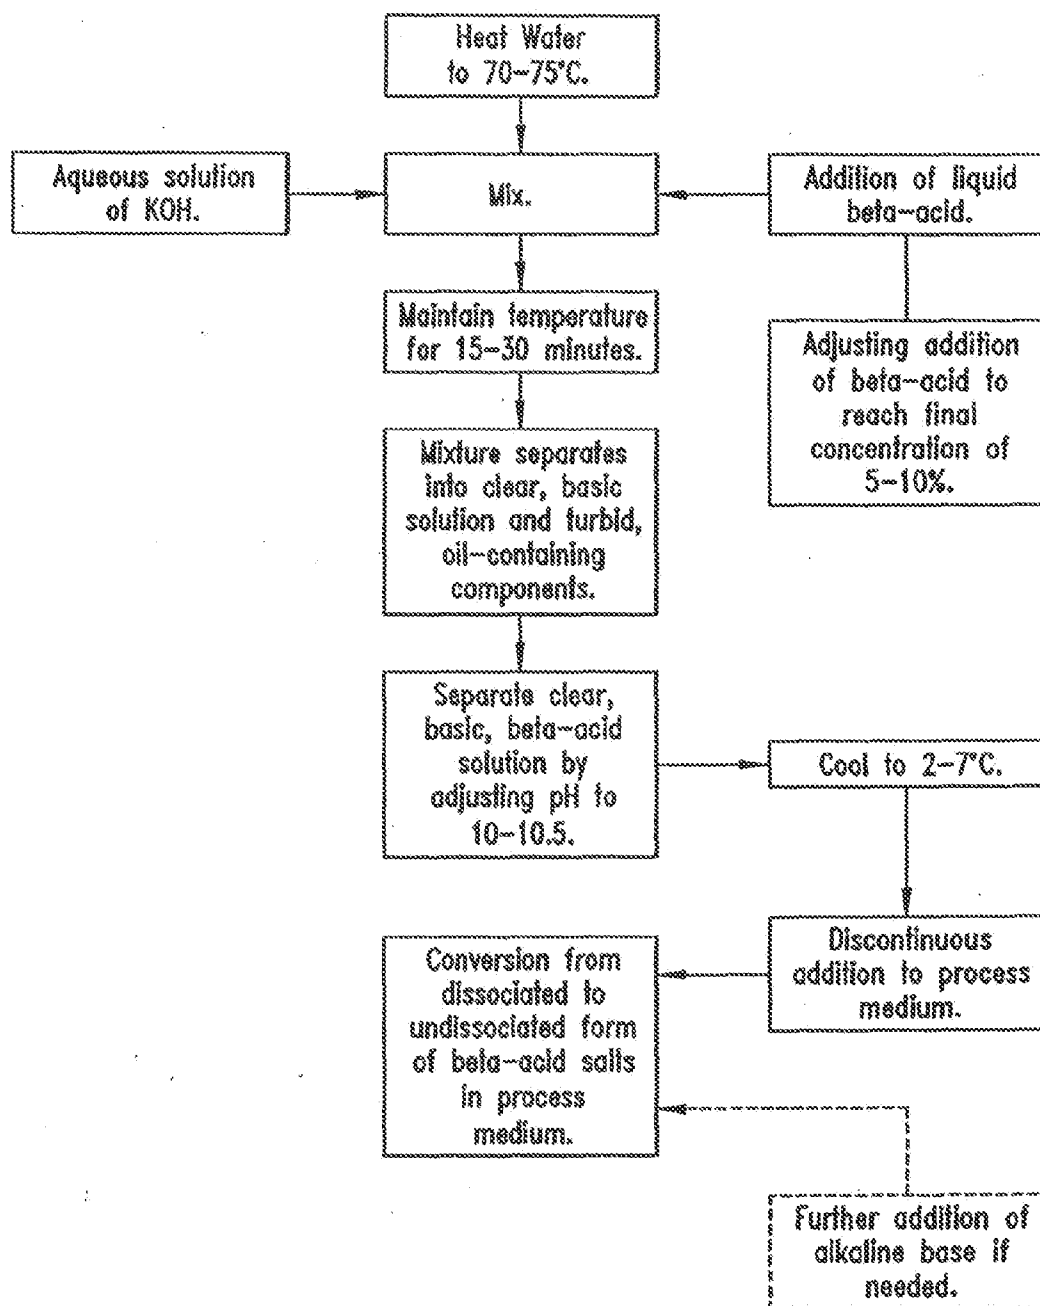 Heat Water
to 70-75°C.
Aqueous solution
of KOH.
Mix.
Addition of liquid
beta-acid.
Maintain temperature
for 15-30 minutes.
Adjusting addition
of beta-acid to
reach final
concentration of
5-10%.
Mixture separates
into clear, basic
solution and turbid,
oil-containing
components.
Separate clear,
basic, beta-acid
solution by
adjusting pH to
10-10.5.
Cool to 2-7°C.
Discontinuous
addition to process
medium.
Conversion from
dissociated to
undissociated form
of beta-acid salts
in process
medium.
Further addition of
alkaline base if
needed.